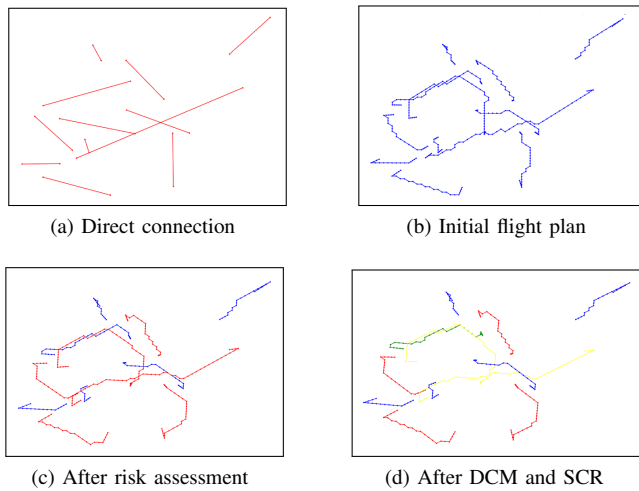 (a) Direct connection
(b) Initial flight plan
(c) After risk assessment
(d) After DCM and SCR